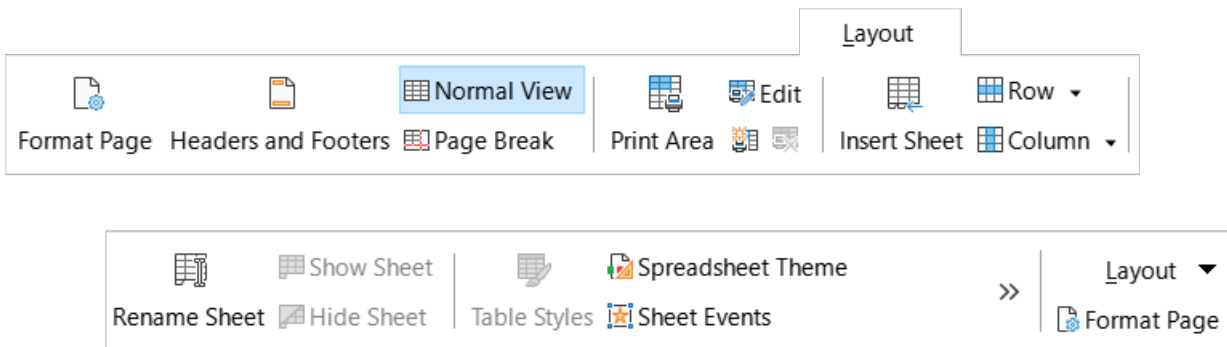 Layout
Normal View Edit Row
Format Page Headers and Footers Page Break Print Area Insert Sheet Column
Show Sheet Spreadsheet Theme Layout
Rename Sheet Hide Sheet Table Styles Sheet Events Format Page